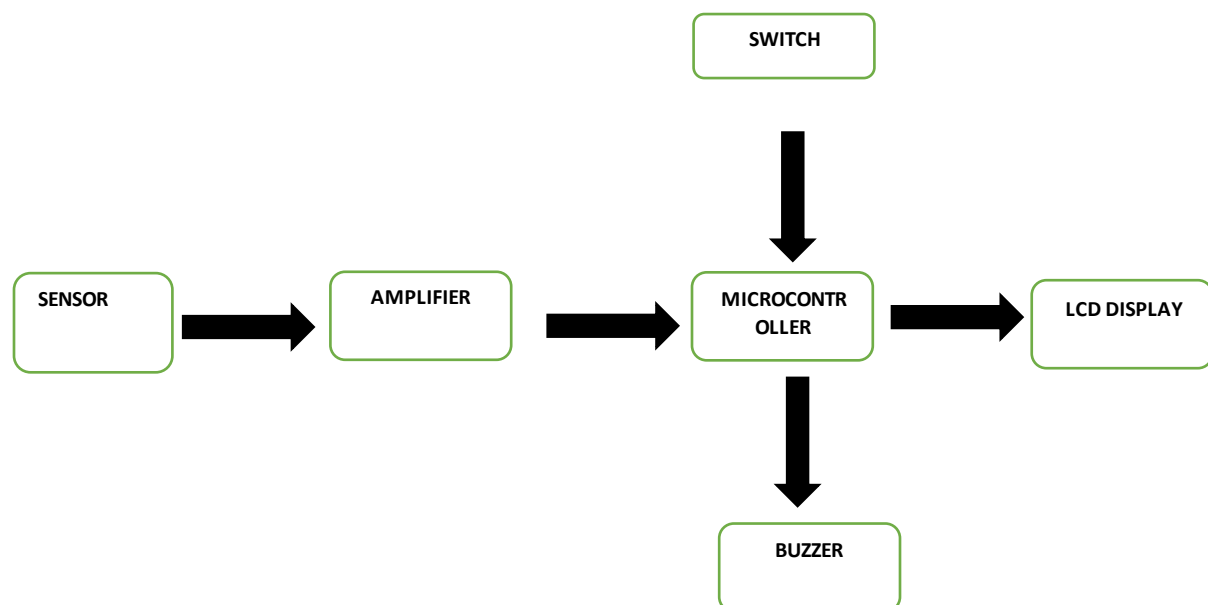 SWITCH
SENSOR
AMPLIFIER
MICROCONTR
OLLER
LCD DISPLAY
BUZZER